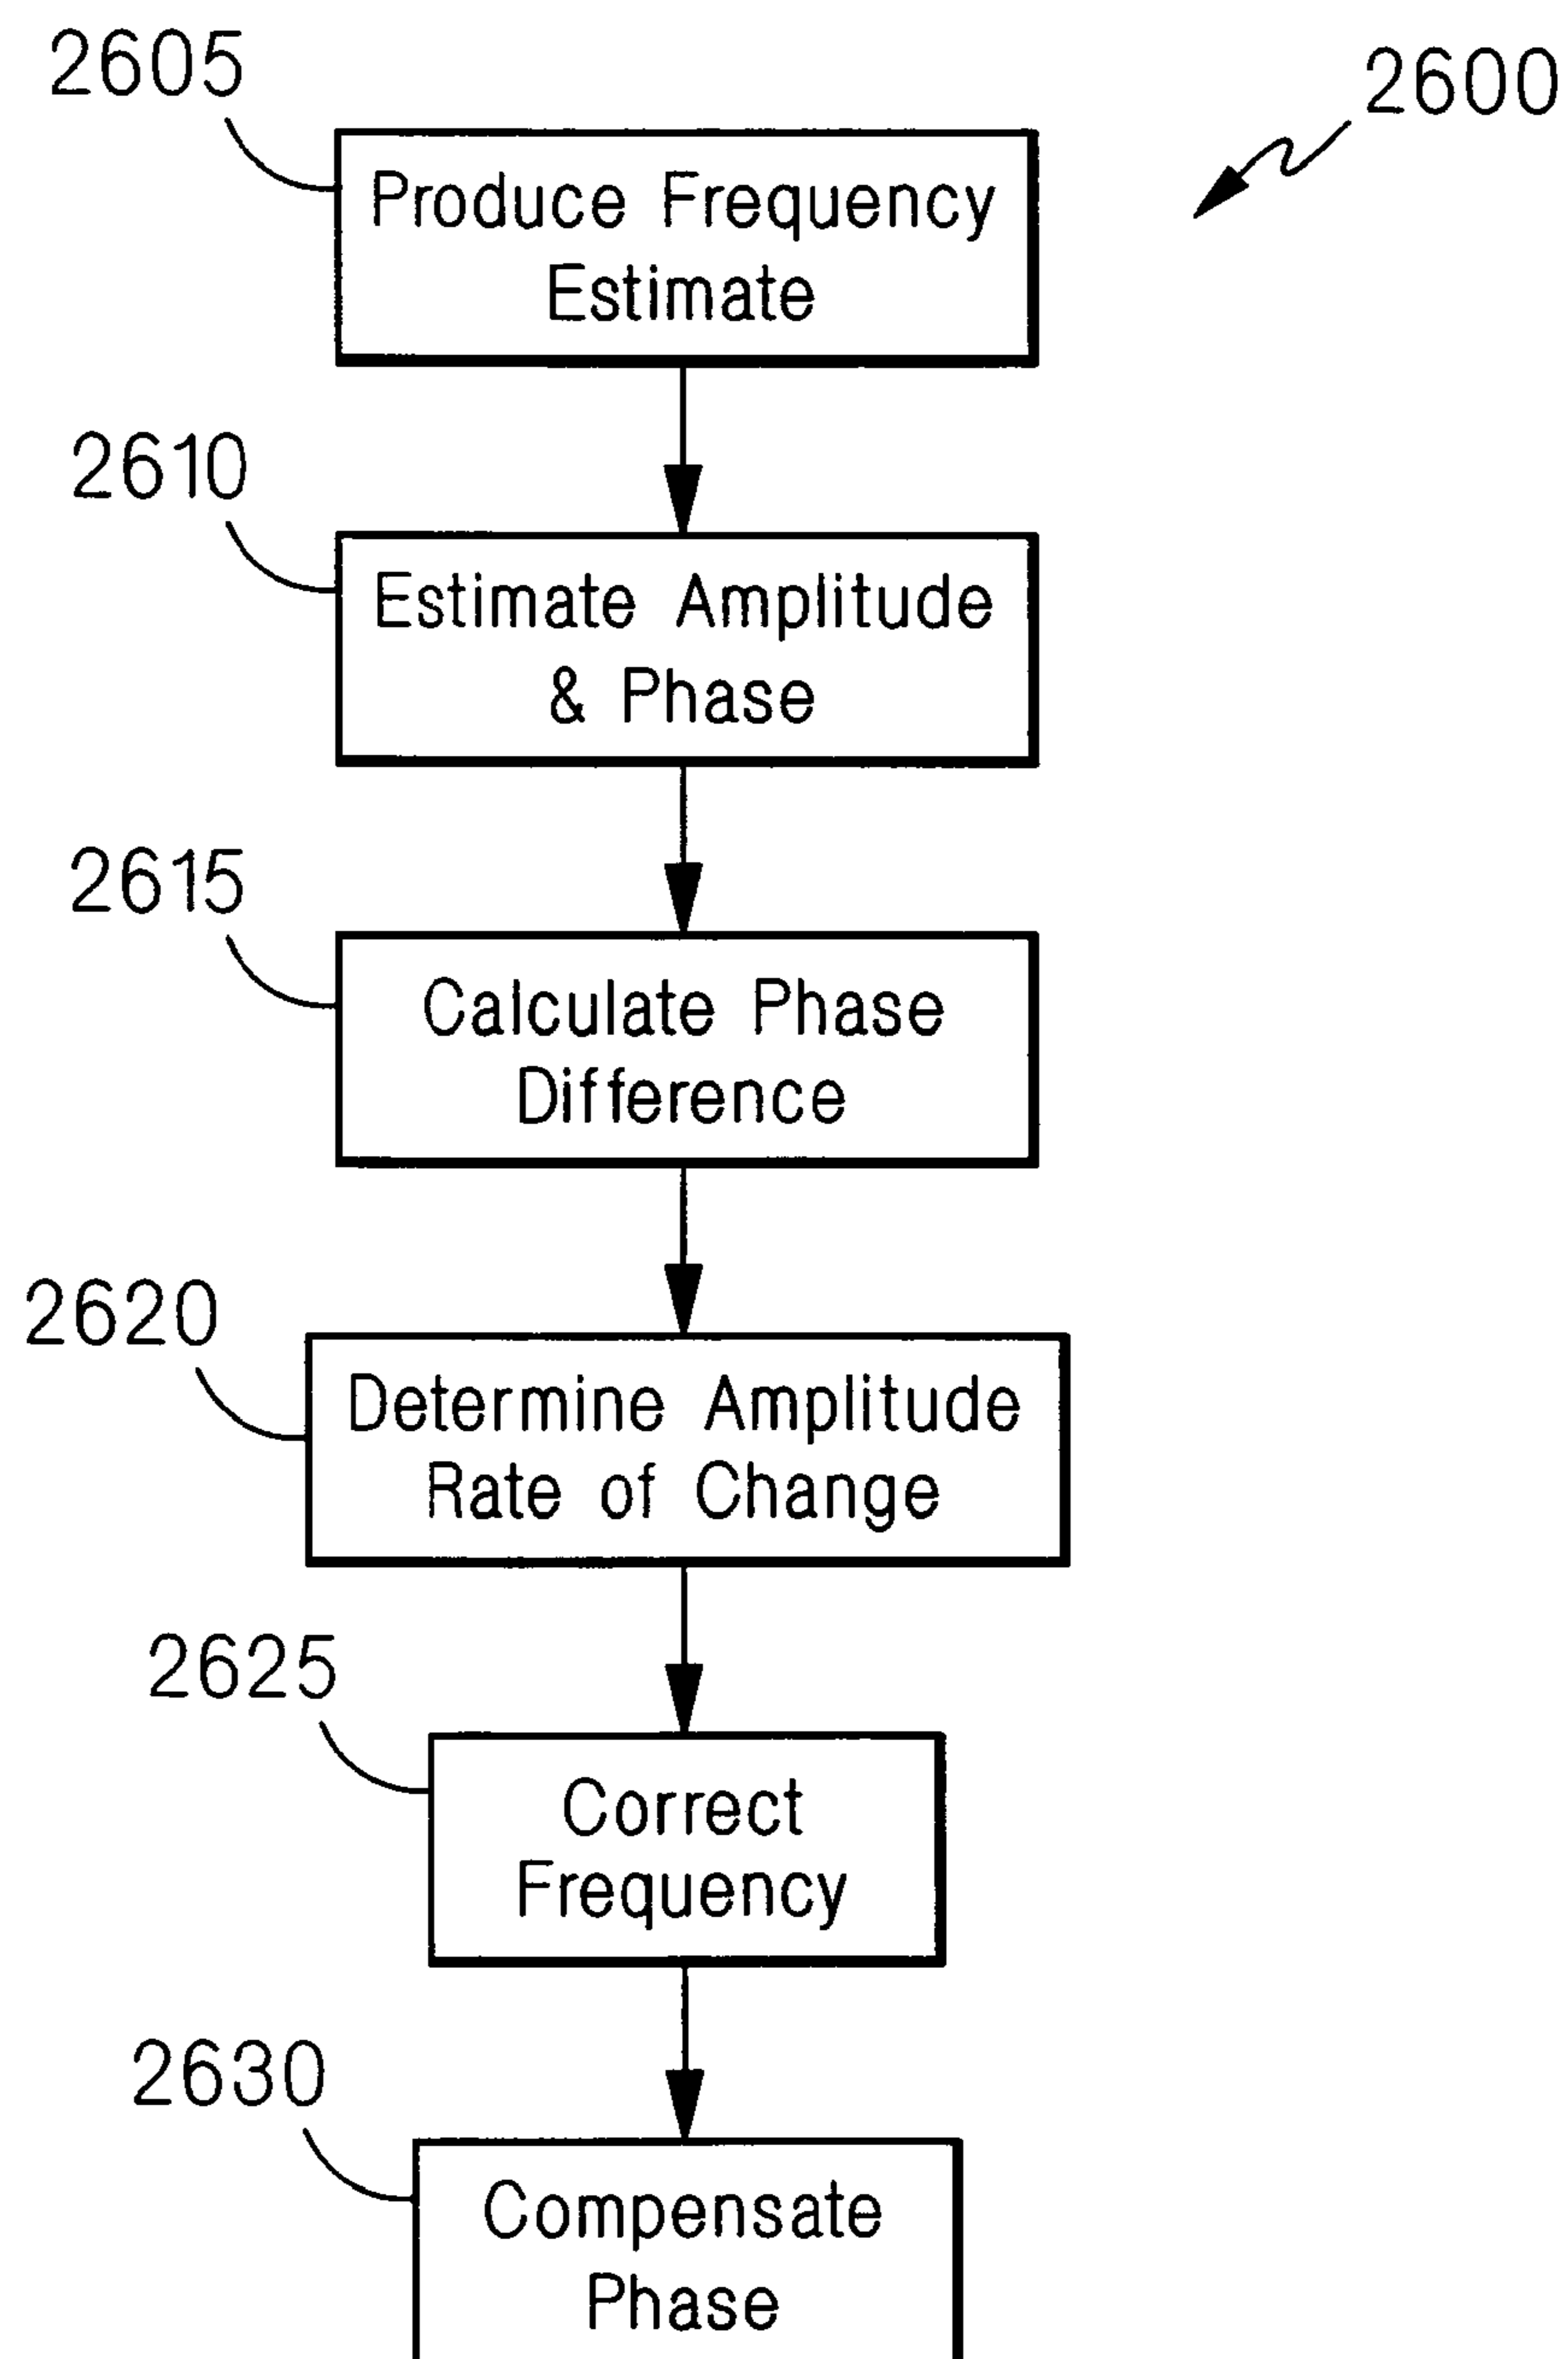 2605
2600
Produce Frequency
Estimate
2610
Estimate Amplitude
& Phase
2615
Calculate Phase
Difference
2620
Determine Amplitude
Rate of Change
2625
Correct
Frequency
2630
Compensate
Phase